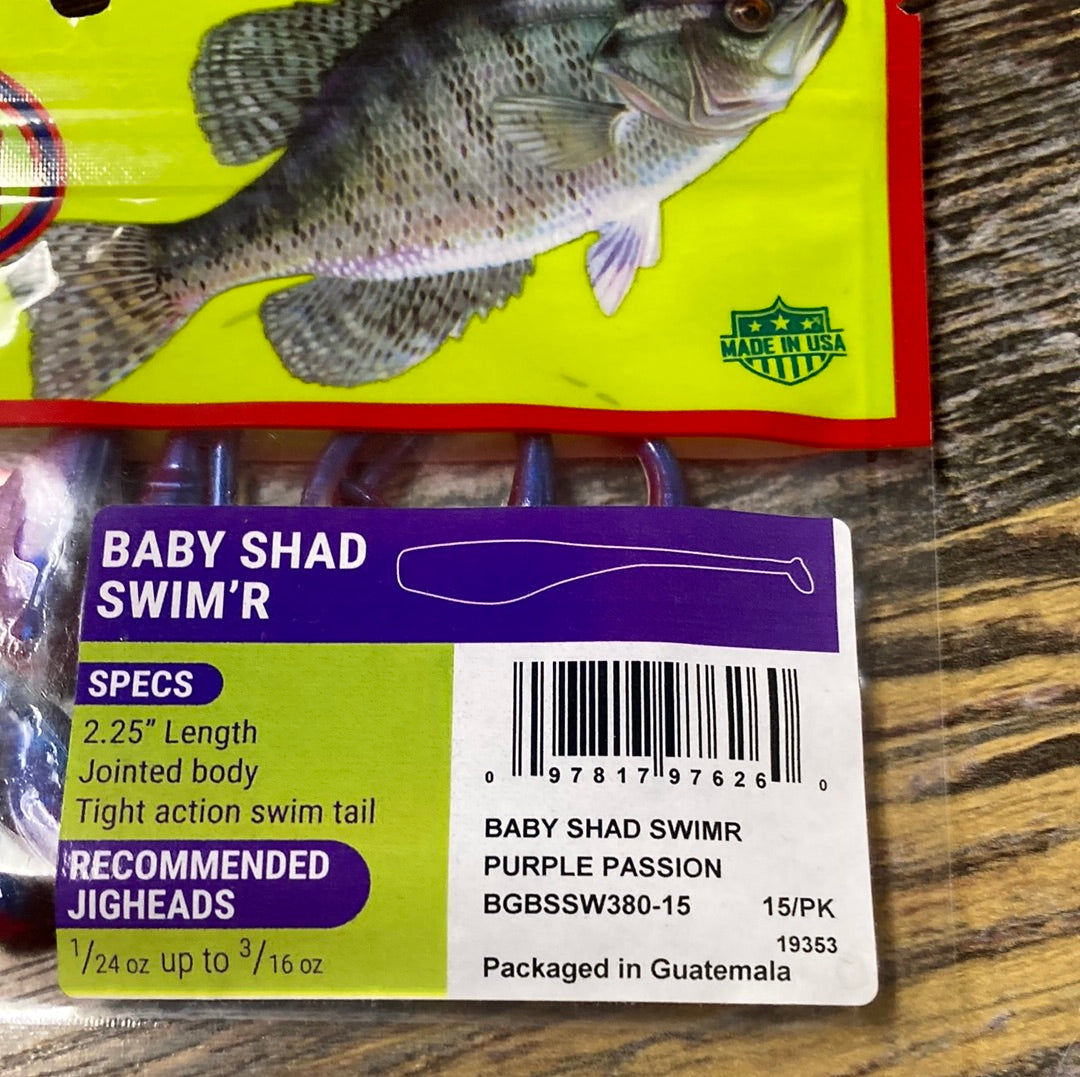 MADE IN USA
BABY SHAD
SWIM'R
SPECS
2.25” Length
Jointed body
Tight action swim tail
RECOMMENDED
JIGHEADS
1/24 oz up to 3/16 oz
0 97817 97626 0
BABY SHAD SWIMR
PURPLE PASSION
BGBSSW380-15 15/PK
19353
Packaged in Guatemala